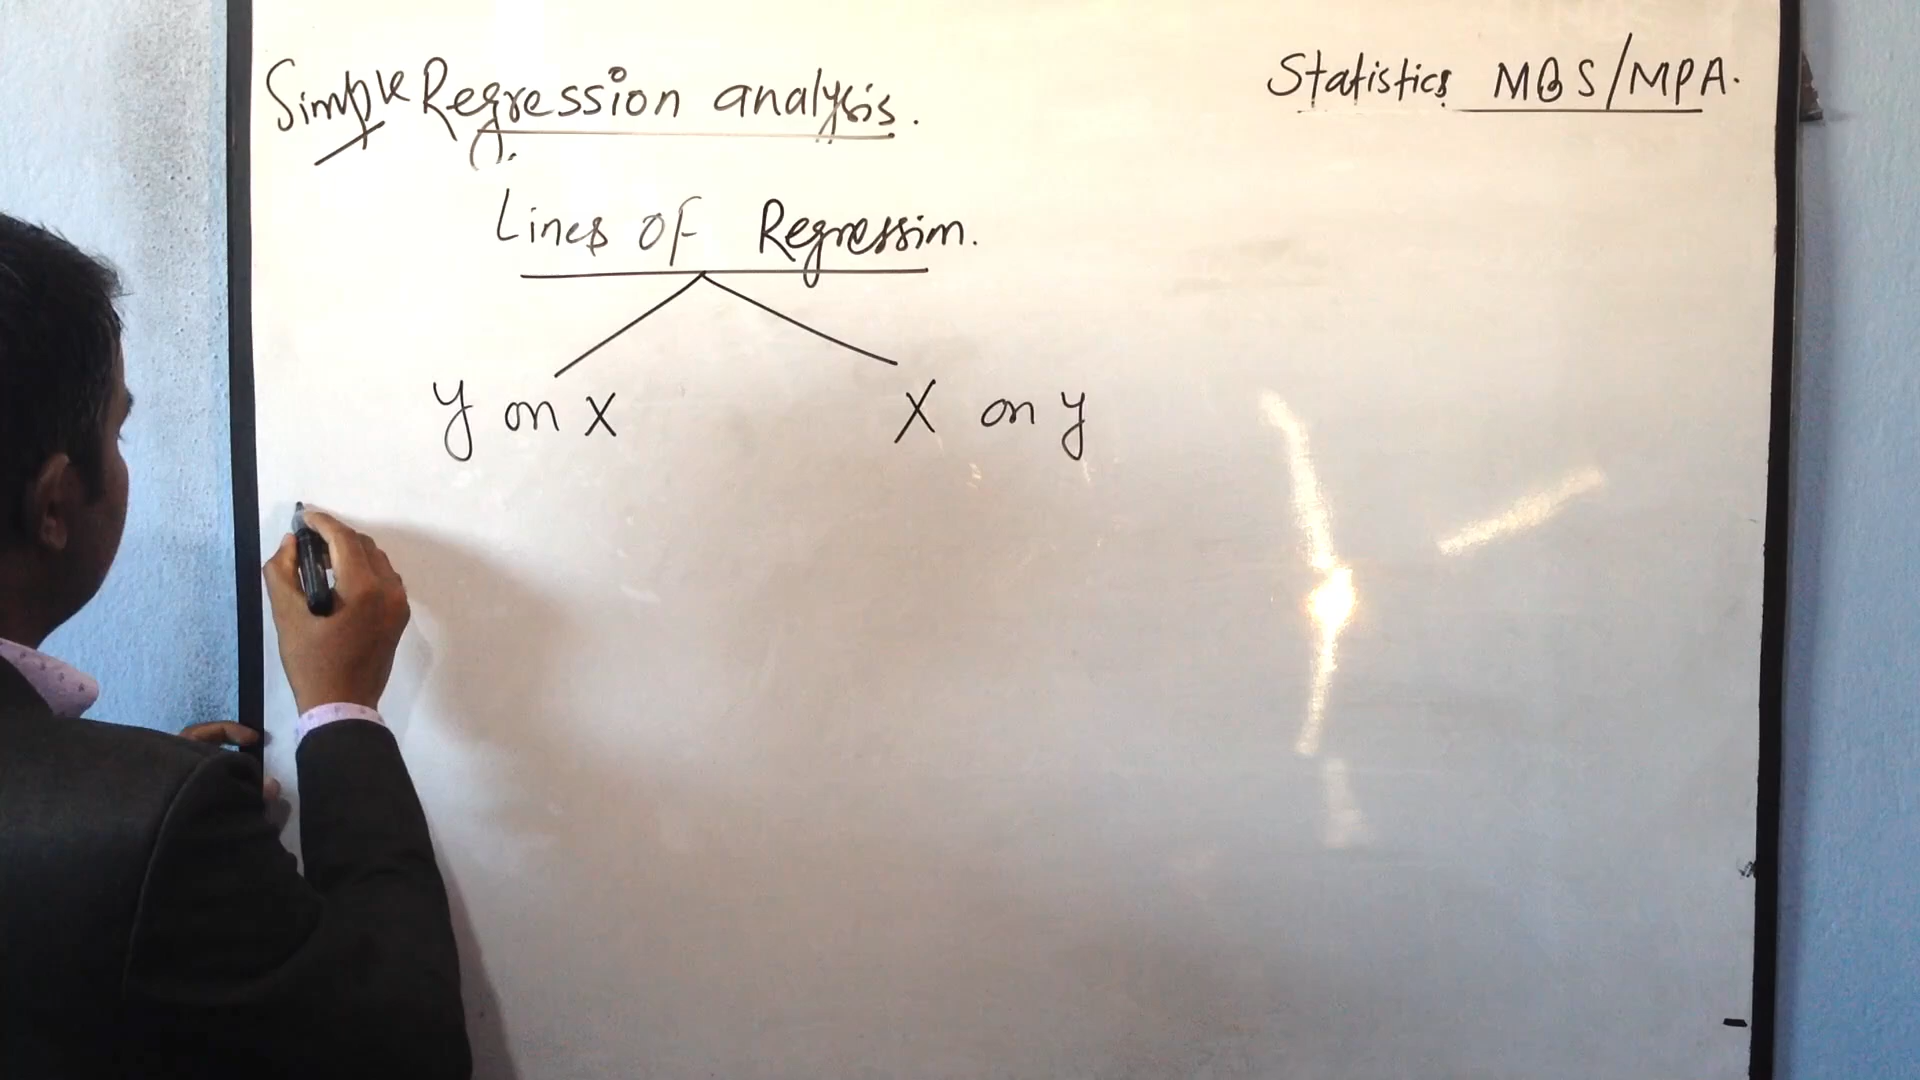 Simple Regression analysis.
Statistics MBS/MPA.
Lines of Regression.
Y on X
X on y